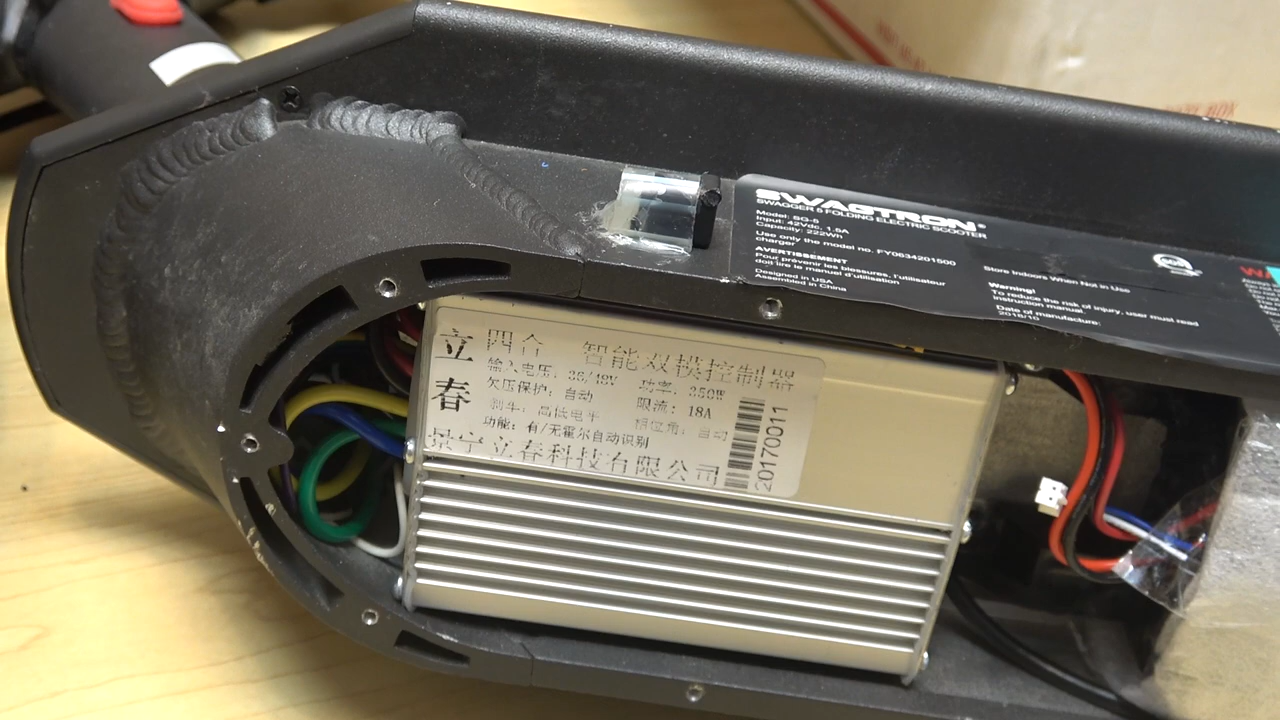 SWAGTRON®
SWAGGER 5 FOLDING ELECTRIC SCOOTER
Model: SG-5
Input: 42Vdc, 1.5A
Capacity: 222Wh
Use only the model no. FY0634201500
charger
AVERTISSEMENT
Pour prévenir les blessures, l'utilisateur
doit lire le manuel d'utilisation
Designed in USA
Assembled in China
Store Indoors When Not in Use
Warning!
To reduce the risk of injury, user must read
instruction manual.
Date of manufacture:
2018/10
WA
立春
四合 智能双模控制器
输入电压: 36/48V 功率: 350W
欠压保护: 自动 限流: 18A
刹车: 高低电平 相位角: 自动
功能: 有/无霍尔自动识别
景宁立春科技有限公司
20170011